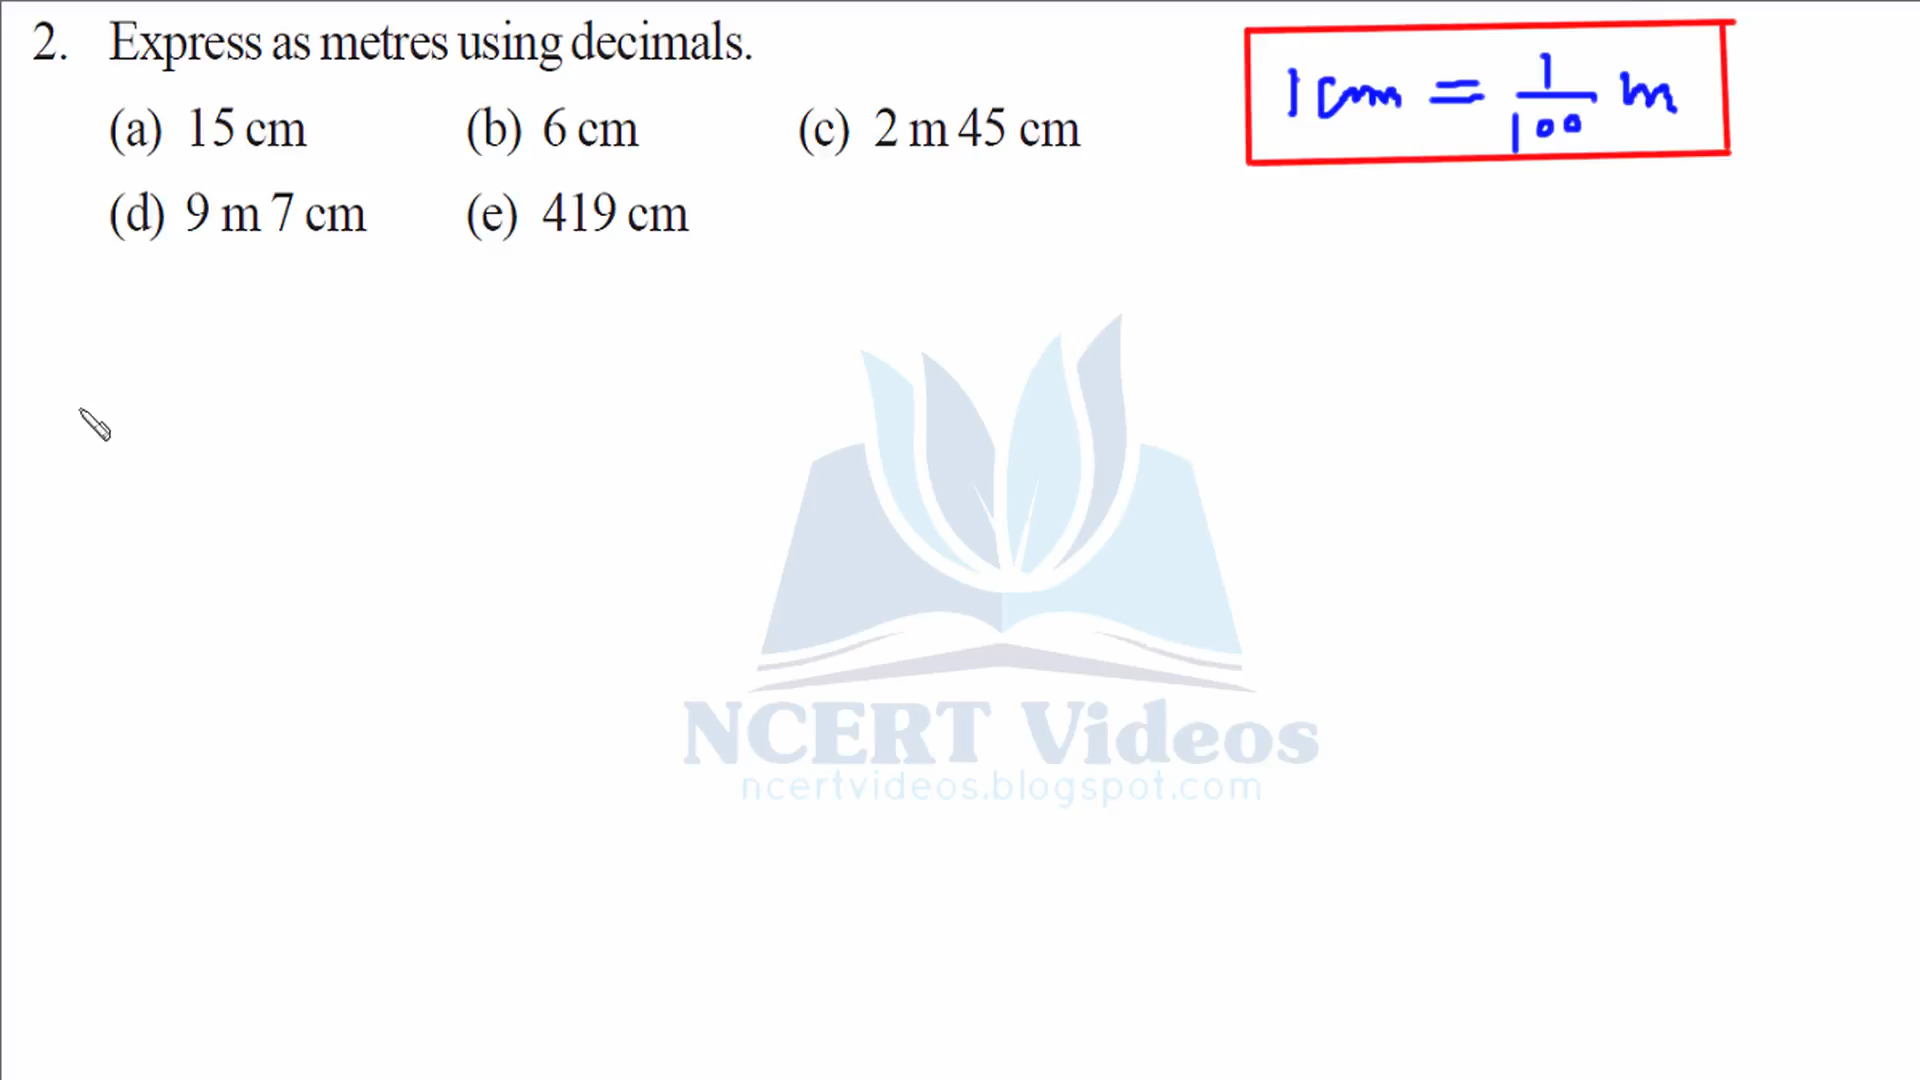 2. Express as metres using decimals.
1 cm = 1/100 m
(a) 15 cm (b) 6 cm (c) 2 m 45 cm
(d) 9 m 7 cm (e) 419 cm
NCERT Videos
ncertvideos.blogspot.com